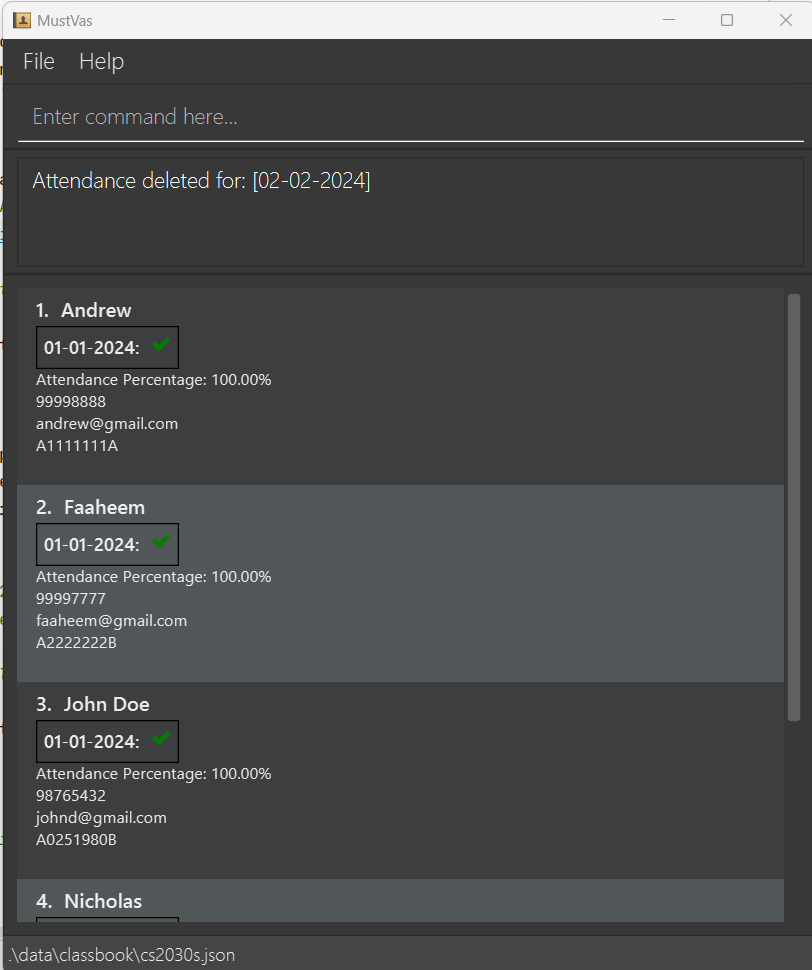 MustVas
File Help
Enter command here...
Attendance deleted for: [02-02-2024]
1. Andrew
01-01-2024:
Attendance Percentage: 100.00%
99998888
andrew@gmail.com
A1111111A
2. Faaheem
01-01-2024:
Attendance Percentage: 100.00%
99997777
faaheem@gmail.com
A2222222B
3. John Doe
01-01-2024:
Attendance Percentage: 100.00%
98765432
johnd@gmail.com
A0251980B
4. Nicholas
.\data\classbook\cs2030s.json